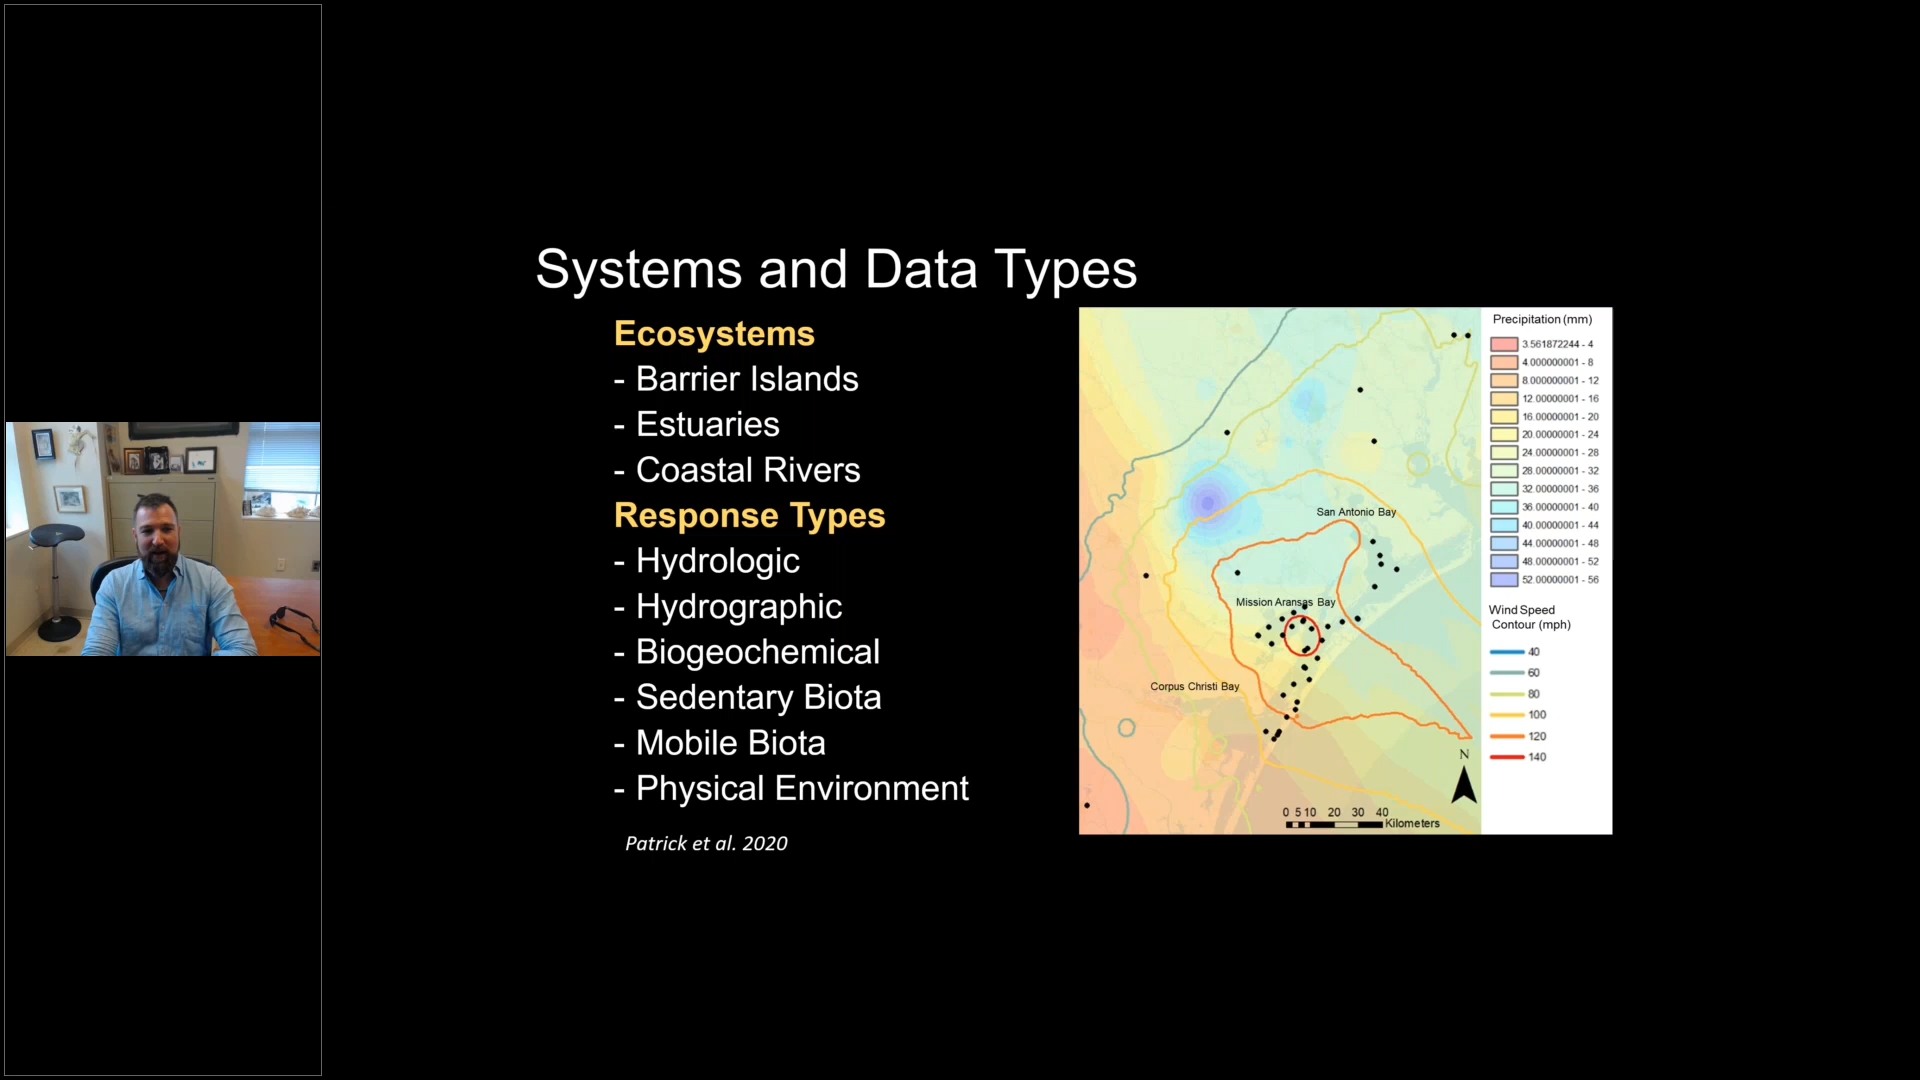 Systems and Data Types
Ecosystems
- Barrier Islands
- Estuaries
- Coastal Rivers
Response Types
- Hydrologic
- Hydrographic
- Biogeochemical
- Sedentary Biota
- Mobile Biota
- Physical Environment
Patrick et al. 2020
San Antonio Bay
Mission Aransas Bay
Corpus Christi Bay
N
0 5 10 20 30 40
Kilometers
Precipitation (mm)
3.561872244 - 4
4.000000001 - 8
8.000000001 - 12
12.00000001 - 16
16.00000001 - 20
20.00000001 - 24
24.00000001 - 28
28.00000001 - 32
32.00000001 - 36
36.00000001 - 40
40.00000001 - 44
44.00000001 - 48
48.00000001 - 52
52.00000001 - 56
Wind Speed
Contour (mph)
40
60
80
100
120
140